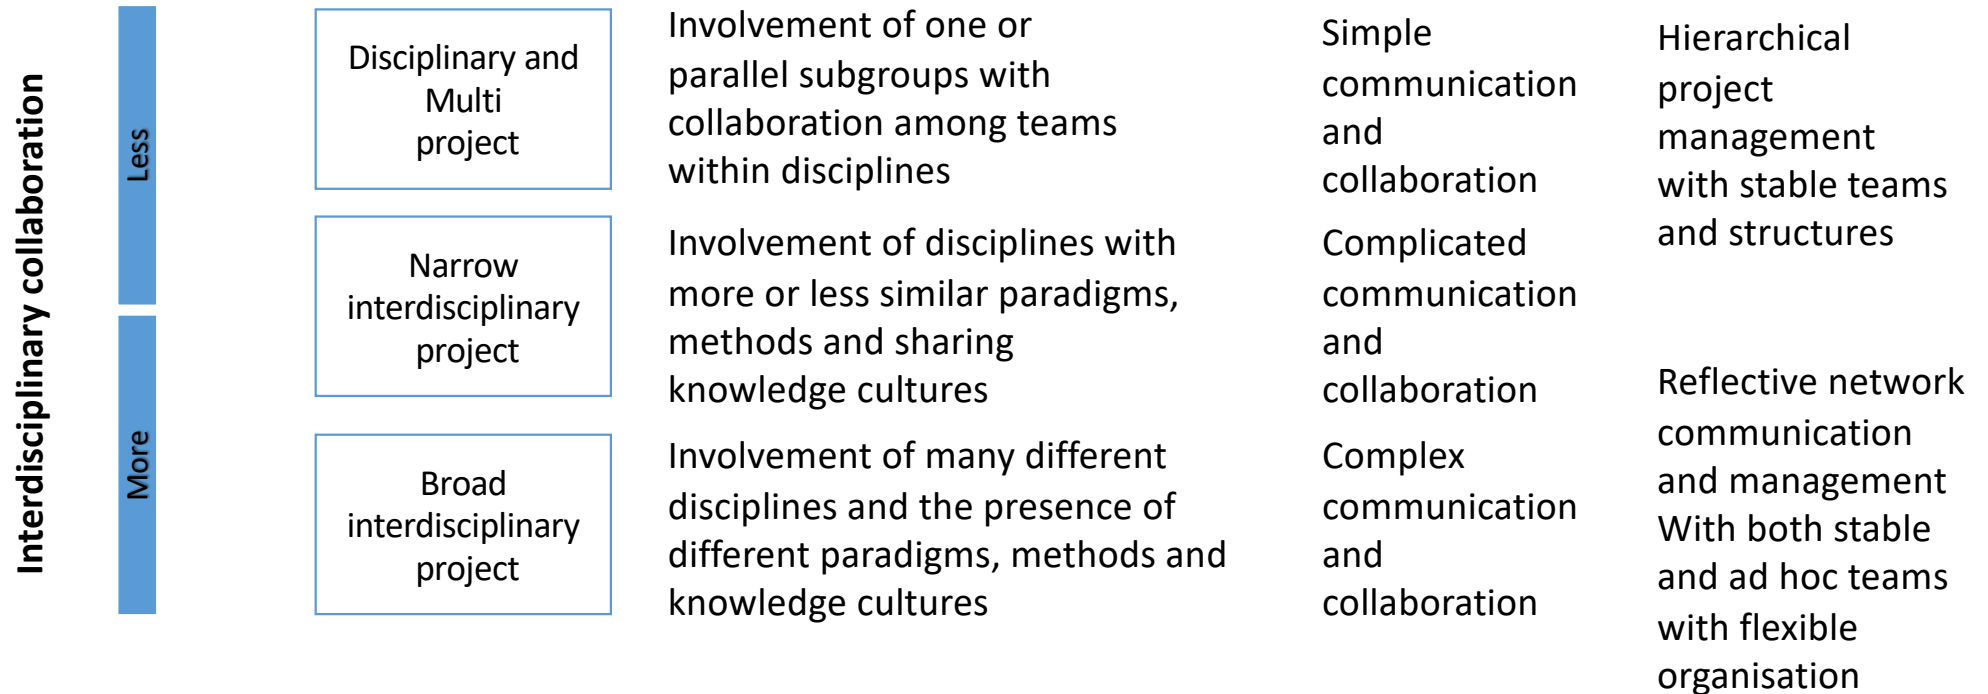 Interdisciplinary collaboration
Less
More
Disciplinary and
Multi
project
Involvement of one or
parallel subgroups with
collaboration among teams
within disciplines
Simple
communication
and
collaboration
Hierarchical
project
management
with stable teams
and structures
Narrow
interdisciplinary
project
Involvement of disciplines with
more or less similar paradigms,
methods and sharing
knowledge cultures
Complicated
communication
and
collaboration
Broad
interdisciplinary
project
Involvement of many different
disciplines and the presence of
different paradigms, methods and
knowledge cultures
Complex
communication
and
collaboration
Reflective network
communication
and management
With both stable
and ad hoc teams
with flexible
organisation